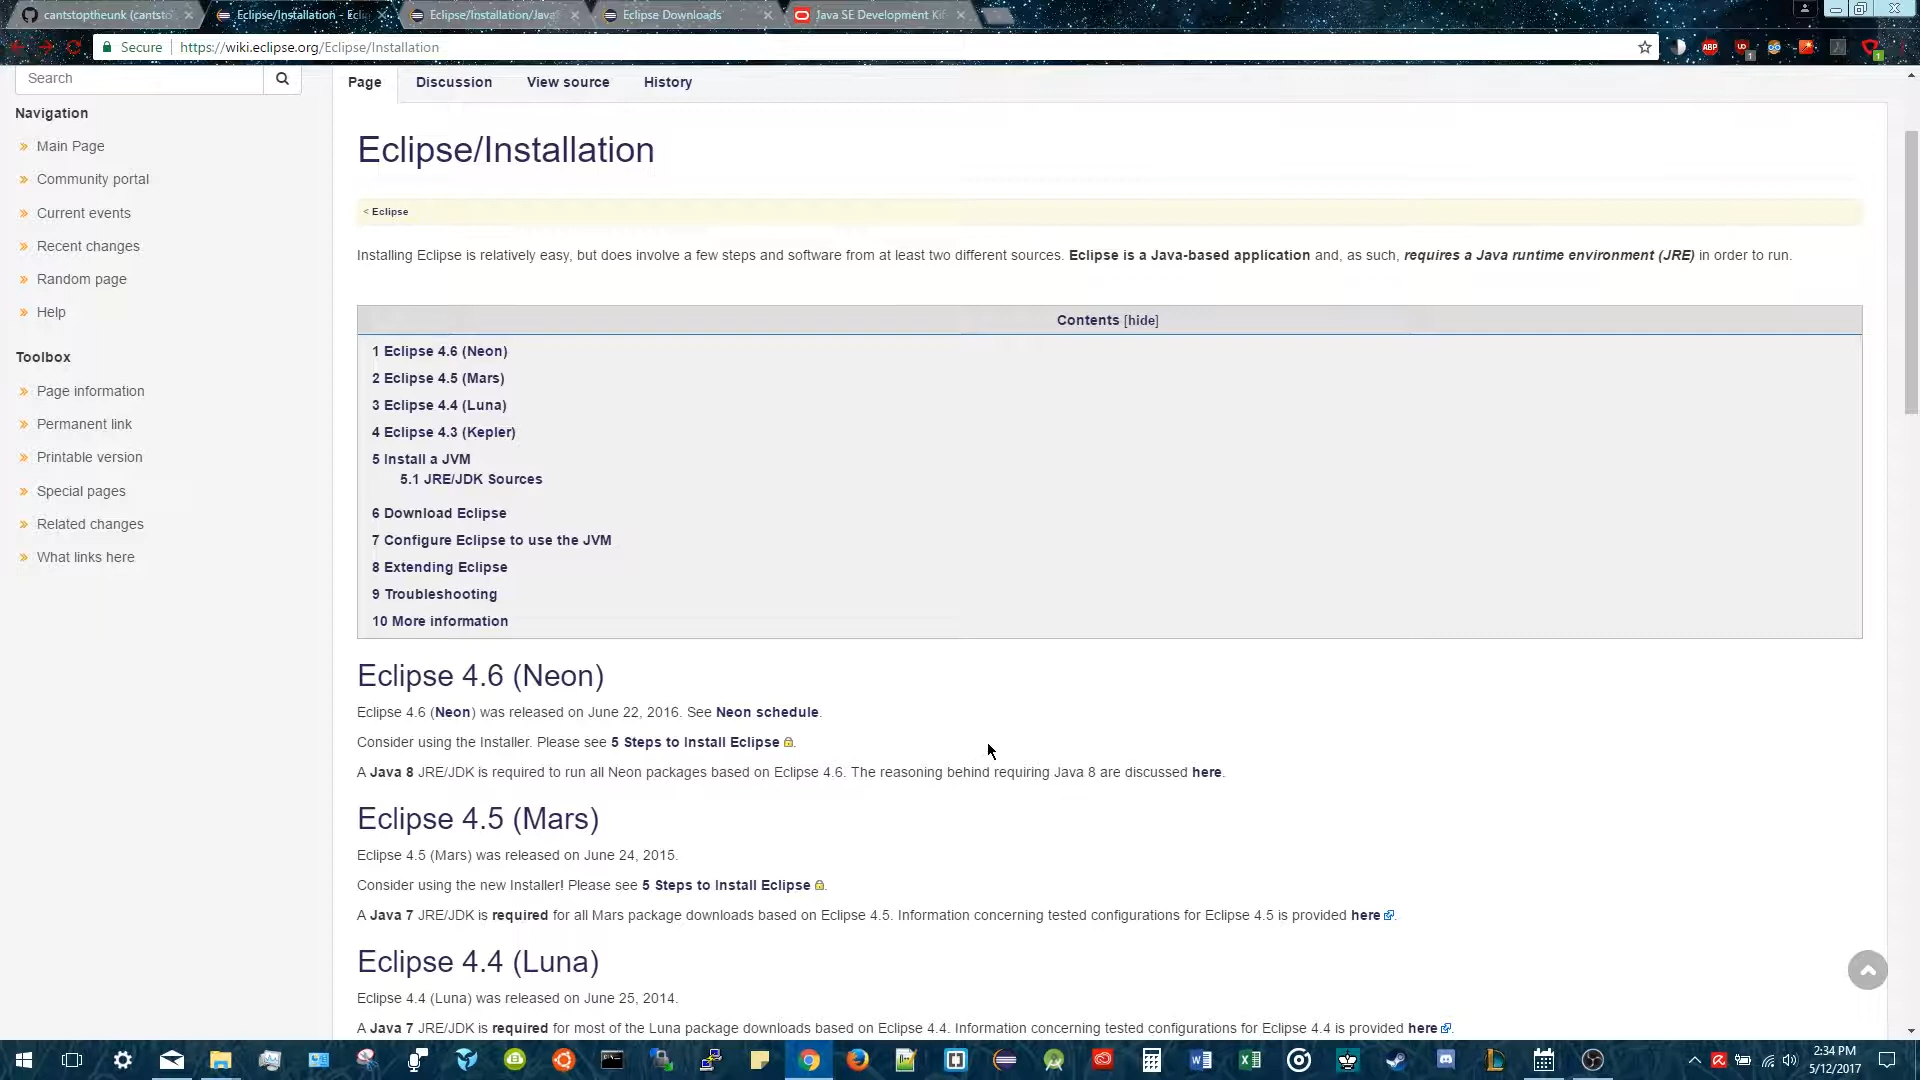 cantstoptheunk (cantsto
Eclipse/Installation - Ecli
Eclipse/Installation/Java
Eclipse Downloads
Java SE Development Kit
Secure
https://wiki.eclipse.org/Eclipse/Installation
ABP
Search
Page
Discussion
View source
History
Navigation
Main Page
Community portal
Current events
Recent changes
Random page
Help
Toolbox
Page information
Permanent link
Printable version
Special pages
Related changes
What links here
Eclipse/Installation
< Eclipse
Installing Eclipse is relatively easy, but does involve a few steps and software from at least two different sources. Eclipse is a Java-based application and, as such, requires a Java runtime environment (JRE) in order to run.
Contents [hide]
1 Eclipse 4.6 (Neon)
2 Eclipse 4.5 (Mars)
3 Eclipse 4.4 (Luna)
4 Eclipse 4.3 (Kepler)
5 Install a JVM
5.1 JRE/JDK Sources
6 Download Eclipse
7 Configure Eclipse to use the JVM
8 Extending Eclipse
9 Troubleshooting
10 More information
Eclipse 4.6 (Neon)
Eclipse 4.6 (Neon) was released on June 22, 2016. See Neon schedule.
Consider using the Installer. Please see 5 Steps to Install Eclipse.
A Java 8 JRE/JDK is required to run all Neon packages based on Eclipse 4.6. The reasoning behind requiring Java 8 are discussed here.
Eclipse 4.5 (Mars)
Eclipse 4.5 (Mars) was released on June 24, 2015.
Consider using the new Installer! Please see 5 Steps to Install Eclipse.
A Java 7 JRE/JDK is required for all Mars package downloads based on Eclipse 4.5. Information concerning tested configurations for Eclipse 4.5 is provided here.
Eclipse 4.4 (Luna)
Eclipse 4.4 (Luna) was released on June 25, 2014.
A Java 7 JRE/JDK is required for most of the Luna package downloads based on Eclipse 4.4. Information concerning tested configurations for Eclipse 4.4 is provided here.
2:34 PM
5/12/2017